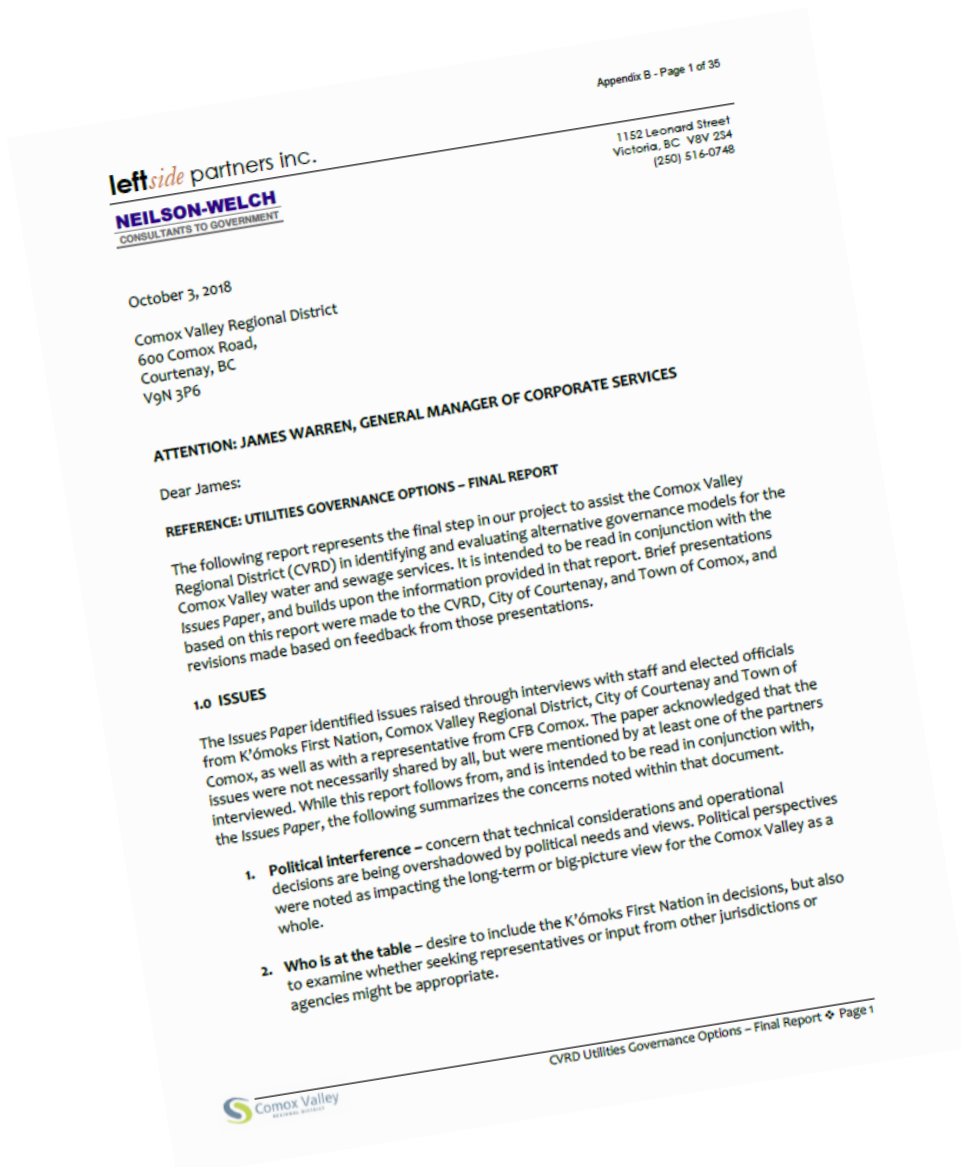 Appendix B - Page 1 of 35
leftside partners inc.
1152 Leonard Street
Victoria, BC V8V 2S4
(250) 516-0748
NEILSON-WELCH
CONSULTANTS TO GOVERNMENT
October 3, 2018
Comox Valley Regional District
600 Comox Road,
Courtenay, BC
V9N 3P6
ATTENTION: JAMES WARREN, GENERAL MANAGER OF CORPORATE SERVICES
Dear James:
REFERENCE: UTILITIES GOVERNANCE OPTIONS – FINAL REPORT
The following report represents the final step in our project to assist the Comox Valley
Regional District (CVRD) in identifying and evaluating alternative governance models for the
Comox Valley water and sewage services. It is intended to be read in conjunction with the
Issues Paper, and builds upon the information provided in that report. Brief presentations
based on this report were made to the CVRD, City of Courtenay, and Town of Comox, and
revisions made based on feedback from those presentations.
1.0 ISSUES
The Issues Paper identified issues raised through interviews with staff and elected officials
from K'ómoks First Nation, Comox Valley Regional District, City of Courtenay and Town of
Comox, as well as with a representative from CFB Comox. The paper acknowledged that the
issues were not necessarily shared by all, but were mentioned by at least one of the partners
interviewed. While this report follows from, and is intended to be read in conjunction with,
the Issues Paper, the following summarizes the concerns noted within that document.
1. Political interference – concern that technical considerations and operational
decisions are being overshadowed by political needs and views. Political perspectives
were noted as impacting the long-term or big-picture view for the Comox Valley as a
whole.
2. Who is at the table – desire to include the K'ómoks First Nation in decisions, but also
to examine whether seeking representatives or input from other jurisdictions or
agencies might be appropriate.
CVRD Utilities Governance Options – Final Report ❖ Page 1
Comox Valley
REGIONAL DISTRICT